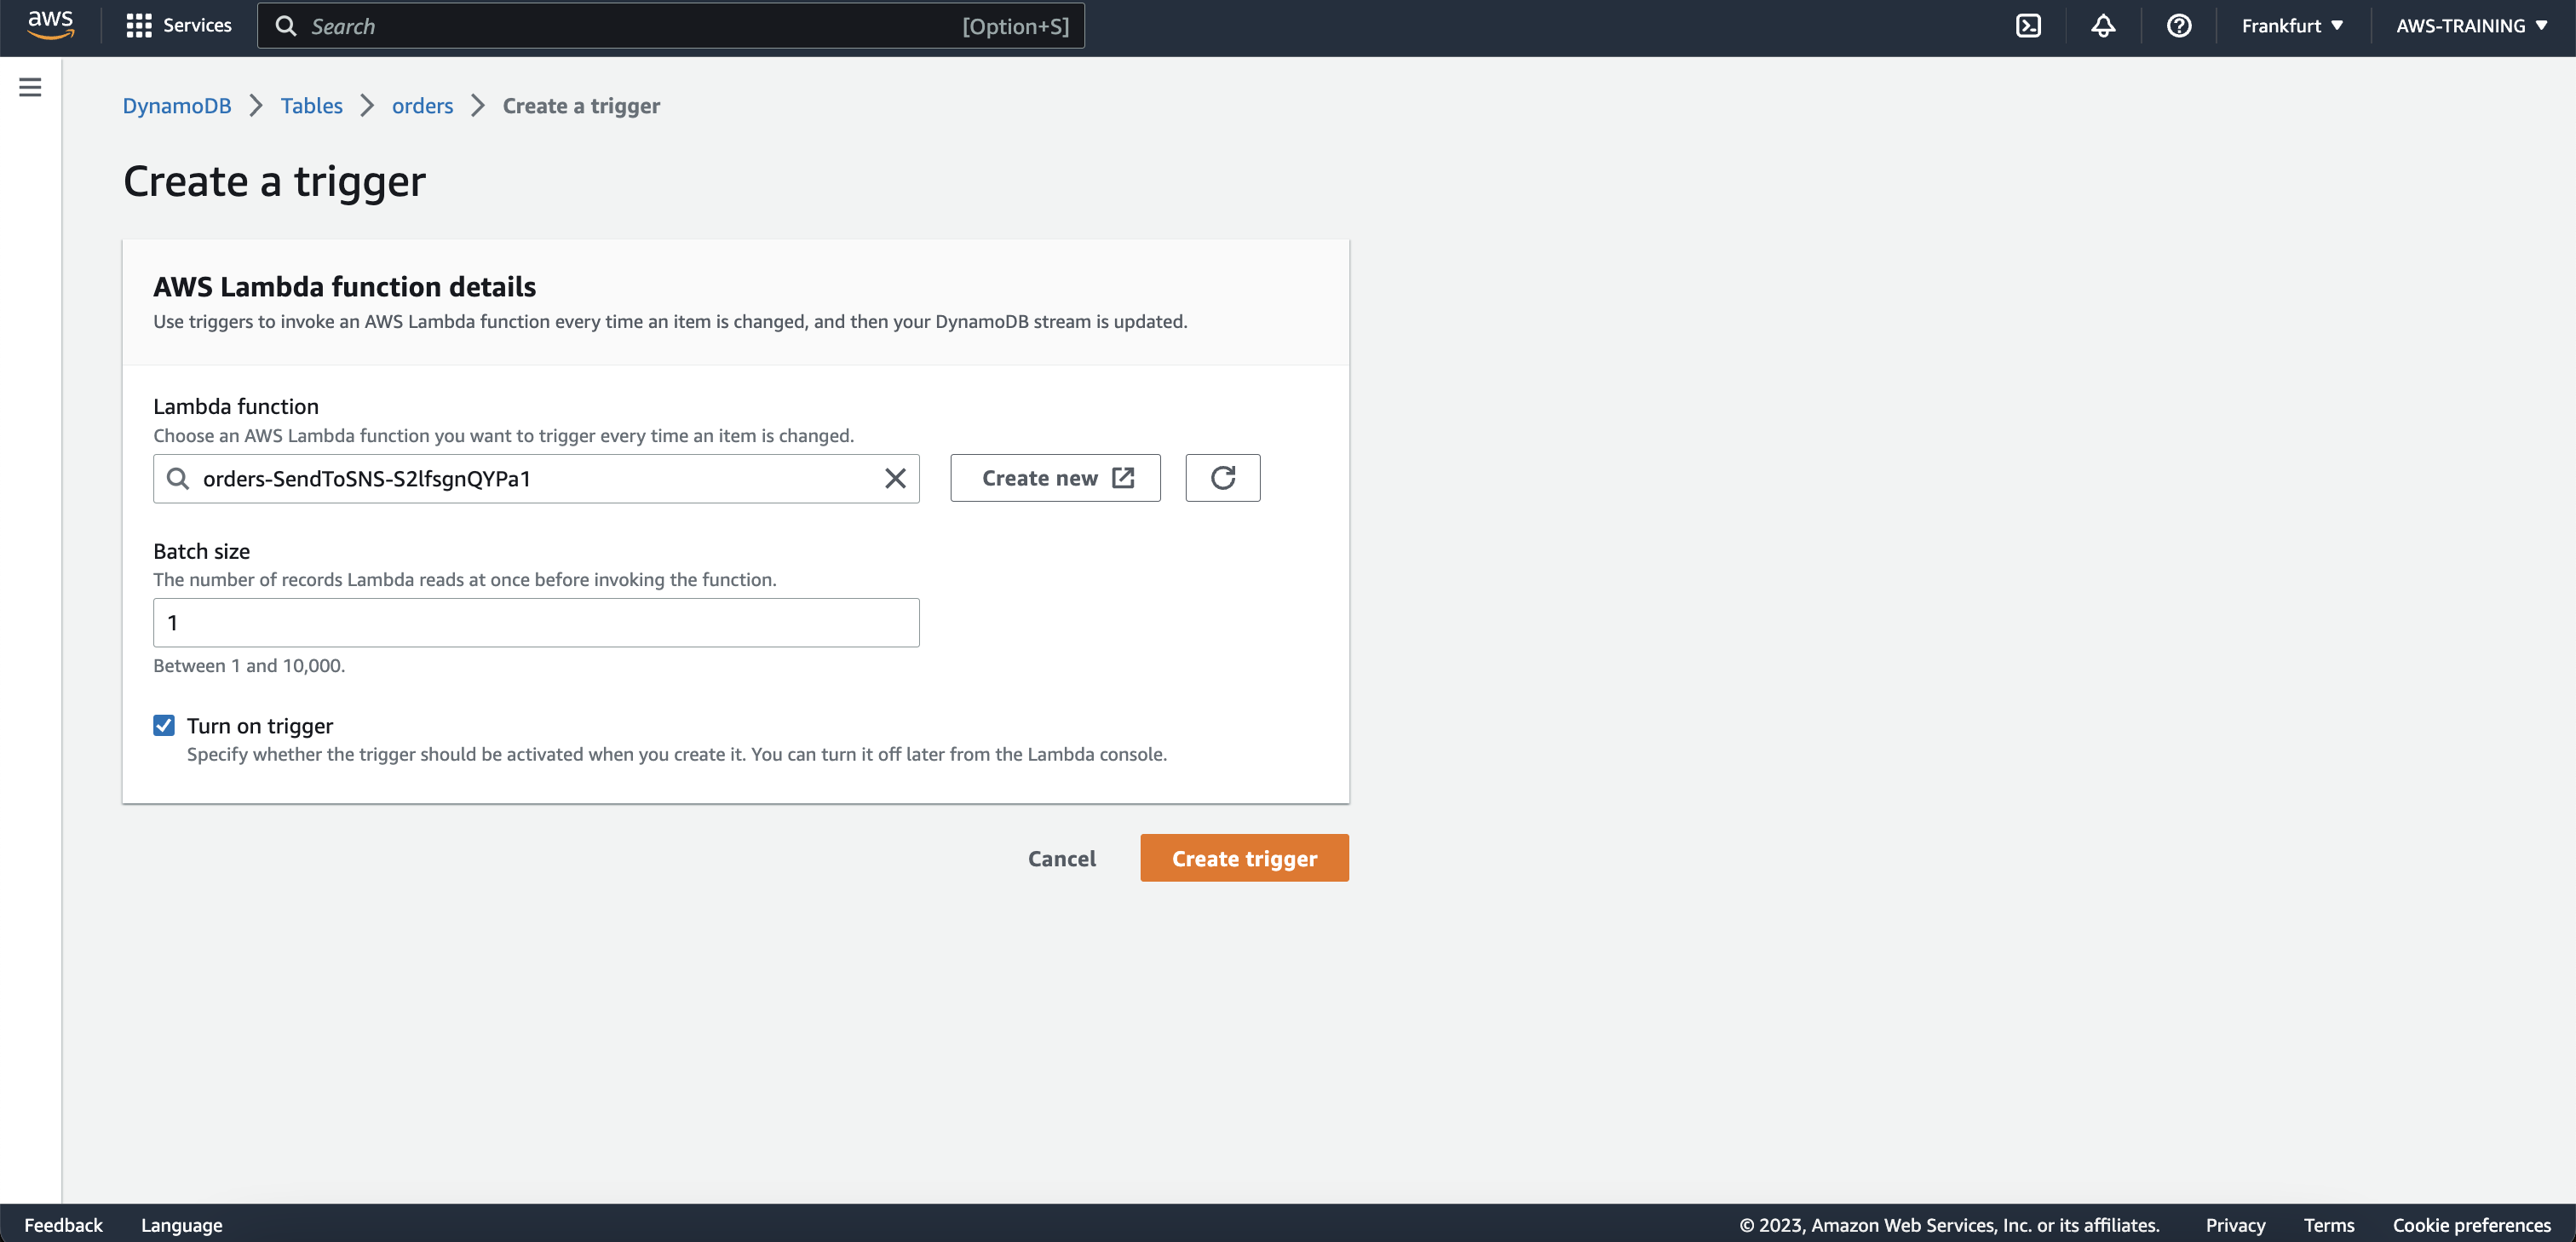 aws
Services
Search [Option+S]
Frankfurt
AWS-TRAINING
DynamoDB Tables orders Create a trigger
Create a trigger
AWS Lambda function details
Use triggers to invoke an AWS Lambda function every time an item is changed, and then your DynamoDB stream is updated.
Lambda function
Choose an AWS Lambda function you want to trigger every time an item is changed.
orders-SendToSNS-S2lfsgnQYPa1
Create new
Batch size
The number of records Lambda reads at once before invoking the function.
1
Between 1 and 10,000.
Turn on trigger
Specify whether the trigger should be activated when you create it. You can turn it off later from the Lambda console.
Cancel
Create trigger
Feedback Language
© 2023, Amazon Web Services, Inc. or its affiliates. Privacy Terms Cookie preferences